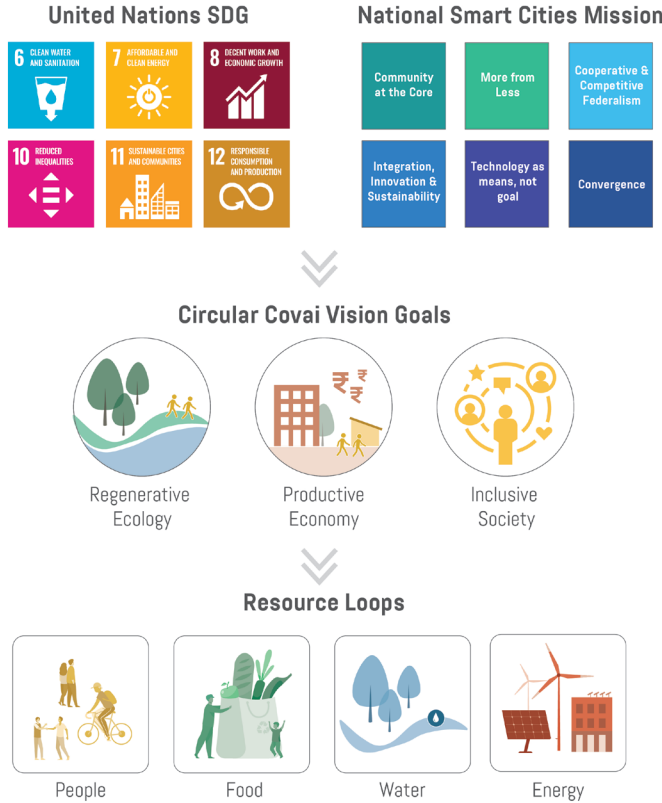 United Nations SDG
National Smart Cities Mission
6 CLEAN WATER
AND SANITATION
7 AFFORDABLE AND
CLEAN ENERGY
8 DECENT WORK AND
ECONOMIC GROWTH
Community
at the Core
More from
Less
Cooperative &
Competitive
Federalism
10 REDUCED
INEQUALITIES
11 SUSTAINABLE CITIES
AND COMMUNITIES
12 RESPONSIBLE
CONSUMPTION
AND PRODUCTION
Integration,
Innovation &
Sustainability
Technology as
means, not
goal
Convergence
Circular Covai Vision Goals
₹ ₹
₹
Regenerative
Ecology
Productive
Economy
Inclusive
Society
Resource Loops
People
Food
Water
Energy